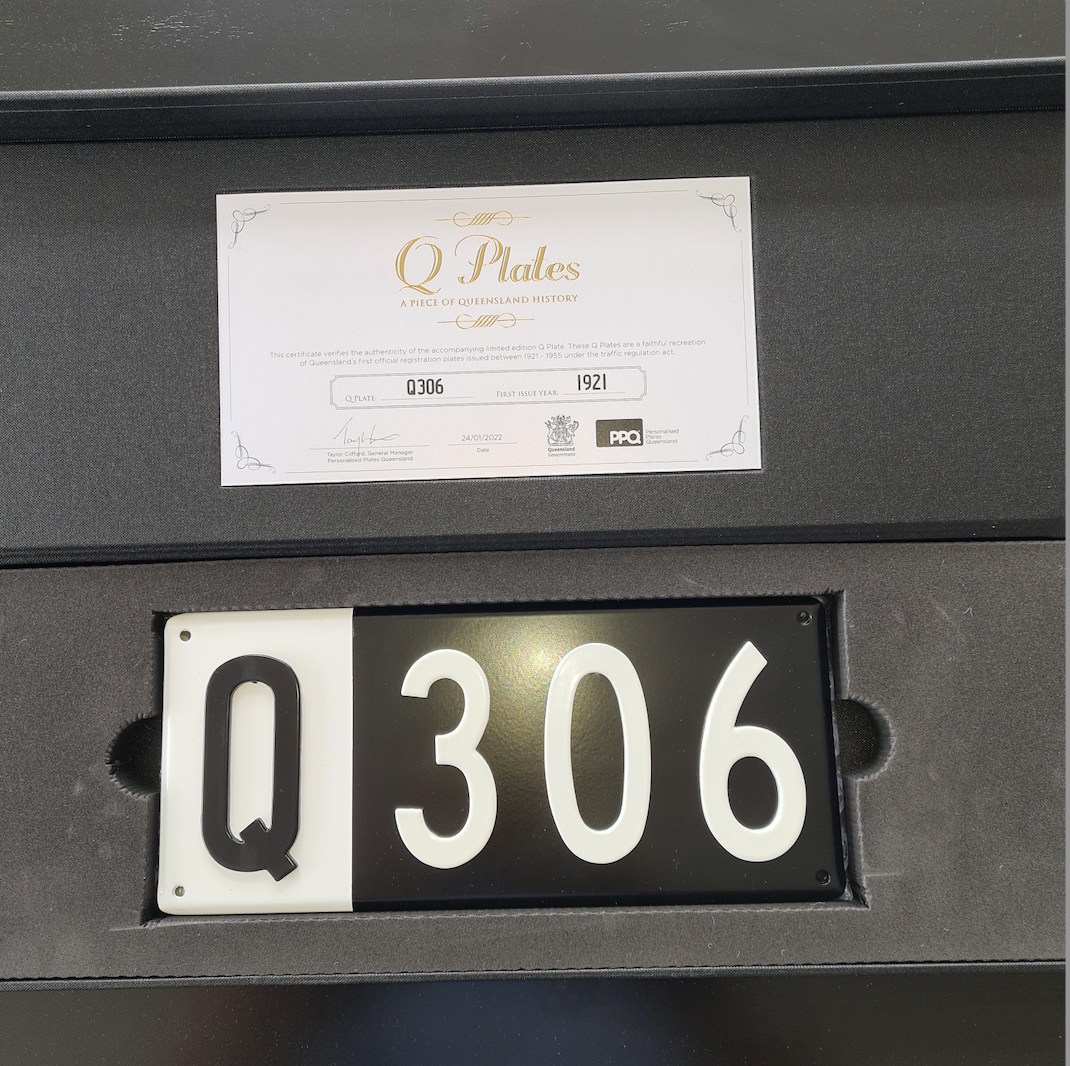 Q Plates
A PIECE OF QUEENSLAND HISTORY
This certificate verifies the authenticity of the accompanying limited edition Q Plate. These Q Plates are a faithful recreation
of Queensland's first official registration plates issued between 1921 - 1955 under the traffic regulation act.
Q PLATE: Q306 FIRST ISSUE YEAR: 1921
24/01/2022
Date
Taylor Clifford, General Manager
Personalised Plates Queensland
Queensland
Government
PPQ
Personalised
Plates
Queensland
Q 306